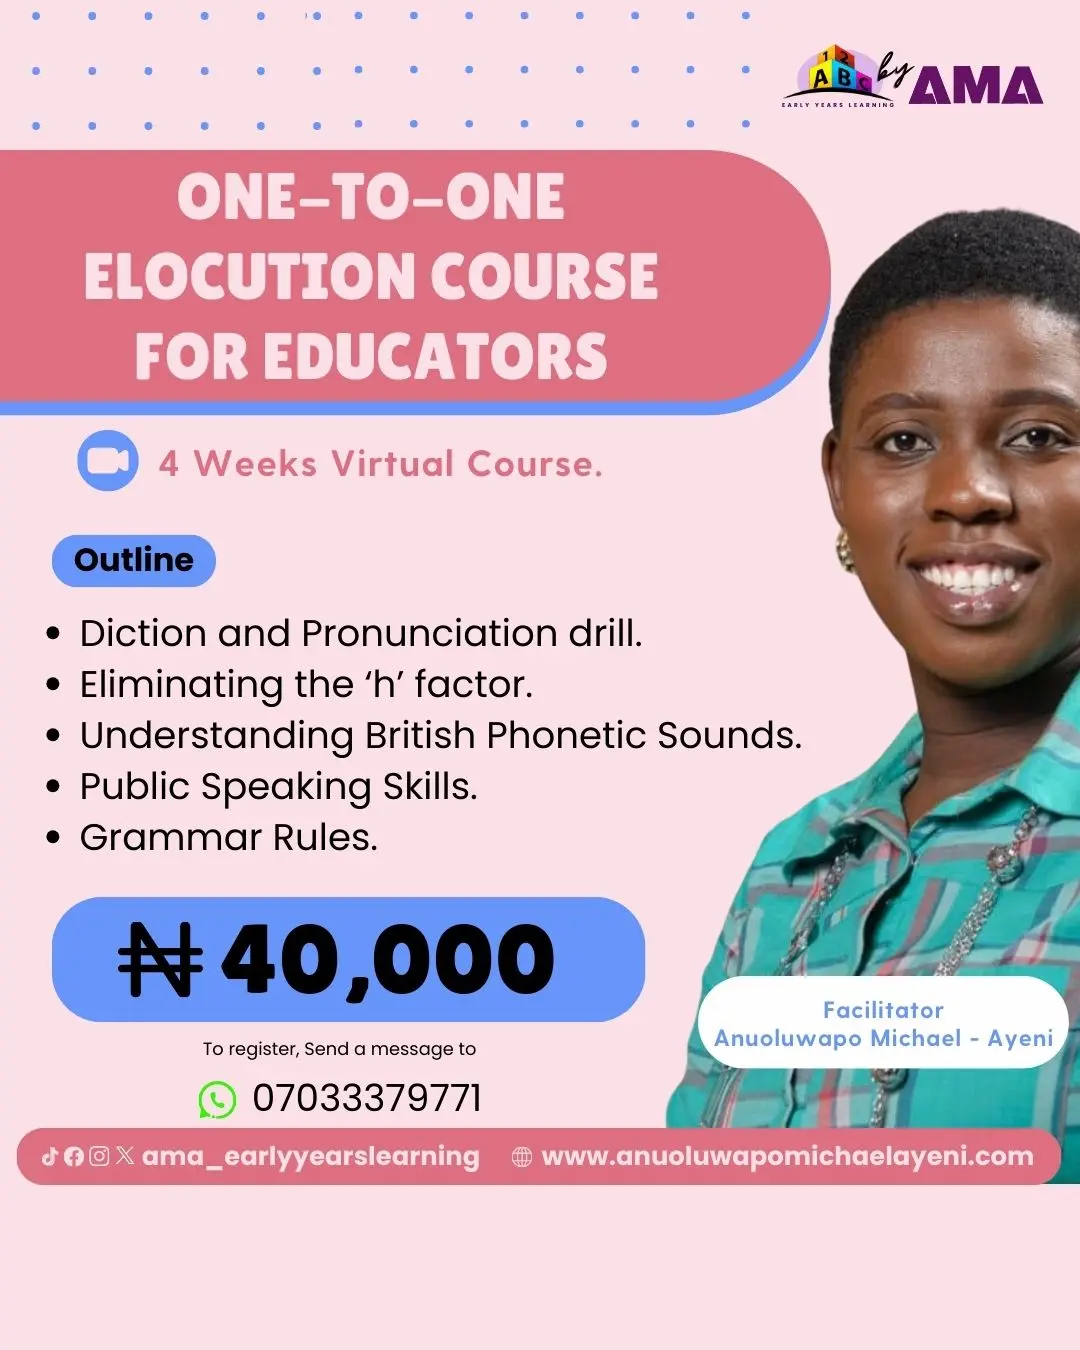 1 2
A B C
by AMA
EARLY YEARS LEARNING
ONE-TO-ONE
ELOCUTION COURSE
FOR EDUCATORS
4 Weeks Virtual Course.
Outline
• Diction and Pronunciation drill.
• Eliminating the ‘h’ factor.
• Understanding British Phonetic Sounds.
• Public Speaking Skills.
• Grammar Rules.
₦ 40,000
Facilitator
Anuoluwapo Michael - Ayeni
To register, Send a message to
07033379771
ama_earlyyearslearning www.anuoluwapomichaelayeni.com